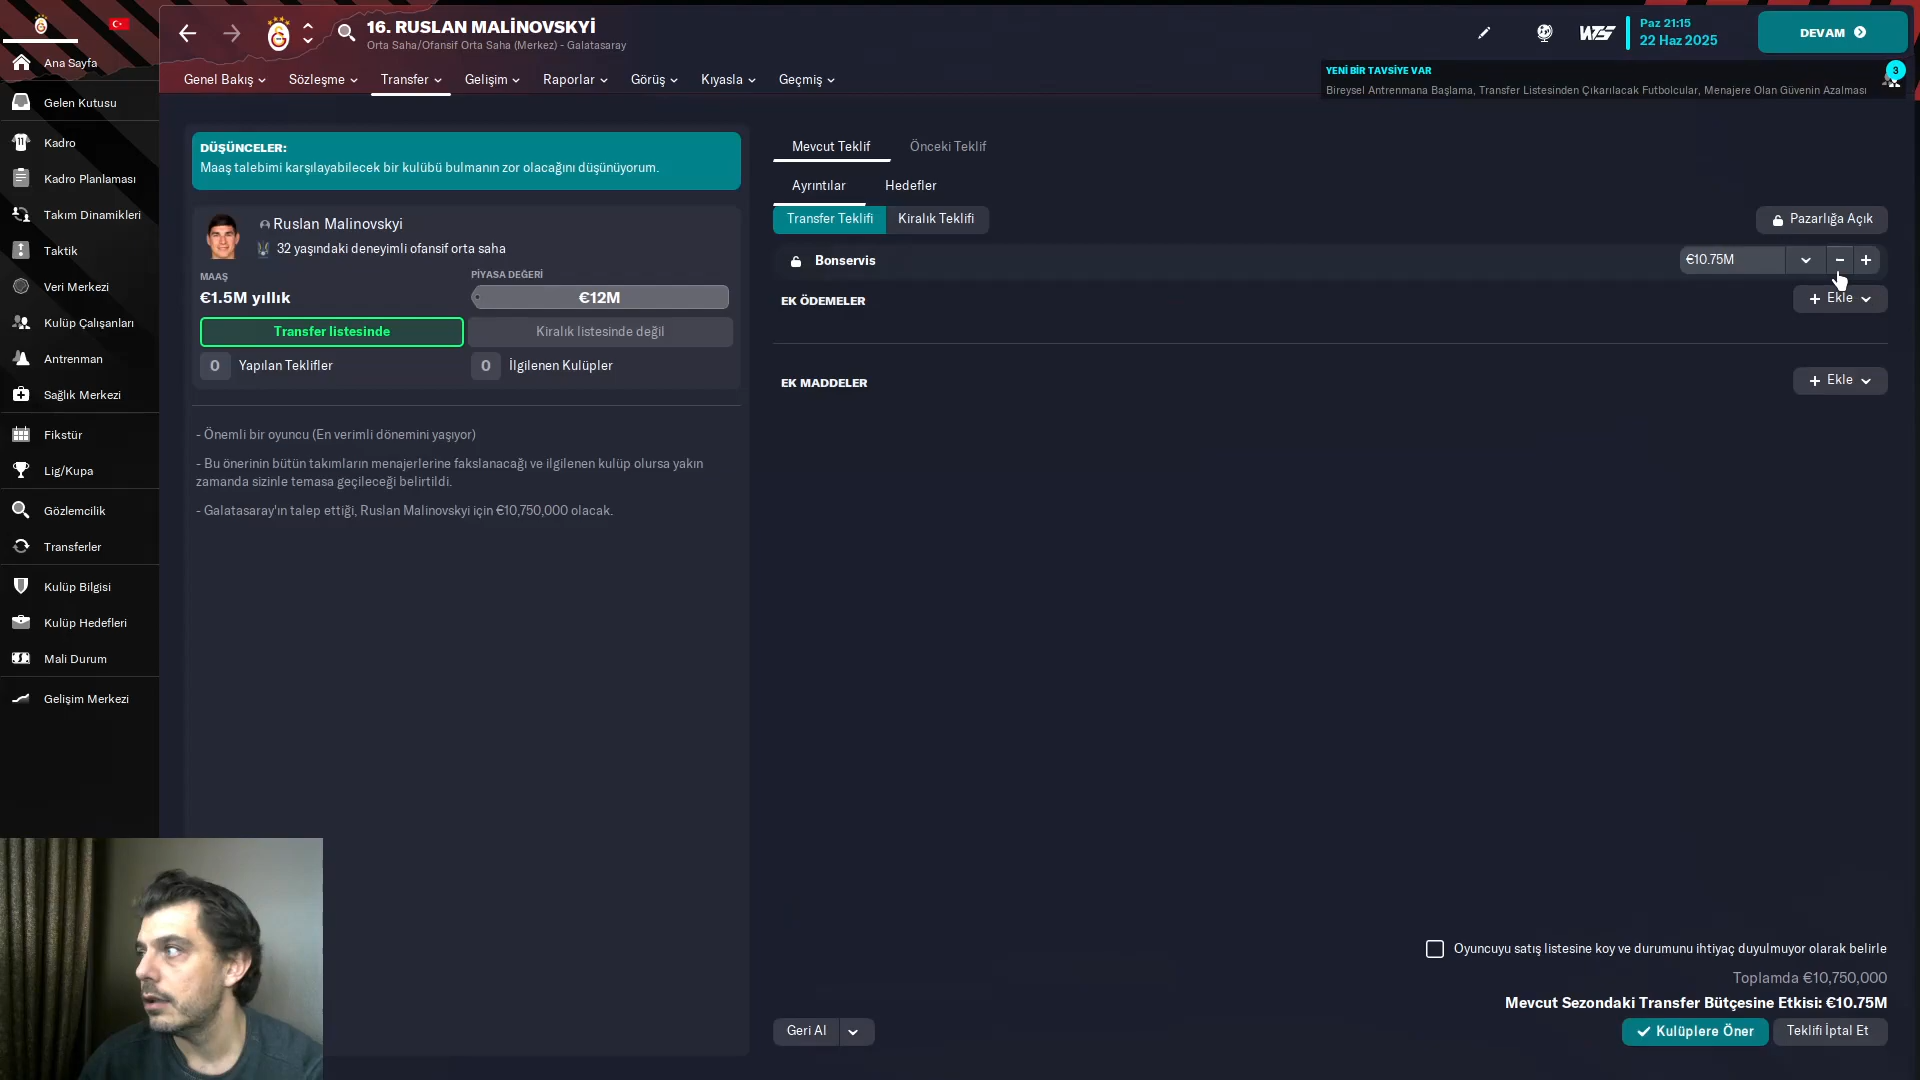 16. RUSLAN MALİNOVSKYİ
Orta Saha/Ofansif Orta Saha (Merkez) - Galatasaray
Paz 21:15
22 Haz 2025
DEVAM
Genel Bakış
Sözleşme
Transfer
Gelişim
Raporlar
Görüş
Kıyasla
Geçmiş
YENİ BİR TAVSİYE VAR
3
Bireysel Antrenmana Başlama, Transfer Listesinden Çıkarılacak Futbolcular, Menajere Olan Güvenin Azalması
Ana Sayfa
Gelen Kutusu
Kadro
Kadro Planlaması
Takım Dinamikleri
Taktik
Veri Merkezi
Kulüp Çalışanları
Antrenman
Sağlık Merkezi
Fikstür
Lig/Kupa
Gözlemcilik
Transferler
Kulüp Bilgisi
Kulüp Hedefleri
Mali Durum
Gelişim Merkezi
DÜŞÜNCELER:
Maaş talebimi karşılayabilecek bir kulübü bulmanın zor olacağını düşünüyorum.
Ruslan Malinovskyi
32 yaşındaki deneyimli ofansif orta saha
MAAŞ
€1.5M yıllık
PİYASA DEĞERİ
€12M
Transfer listesinde
Kiralık listesinde değil
0 Yapılan Teklifler
0 İlgilenen Kulüpler
- Önemli bir oyuncu (En verimli dönemini yaşıyor)
- Bu önerinin bütün takımların menajerlerine fakslanacağı ve ilgilenen kulüp olursa yakın
zamanda sizinle temasa geçileceği belirtildi.
- Galatasaray'ın talep ettiği, Ruslan Malinovskyi için €10,750,000 olacak.
Mevcut Teklif
Önceki Teklif
Ayrıntılar
Hedefler
Transfer Teklifi
Kiralık Teklifi
Pazarlığa Açık
Bonservis
€10.75M
- +
EK ÖDEMELER
+ Ekle
EK MADDELER
+ Ekle
Oyuncuyu satış listesine koy ve durumunu ihtiyaç duyulmuyor olarak belirle
Toplamda €10,750,000
Mevcut Sezondaki Transfer Bütçesine Etkisi: €10.75M
Geri Al
Kulüplere Öner
Teklifi İptal Et